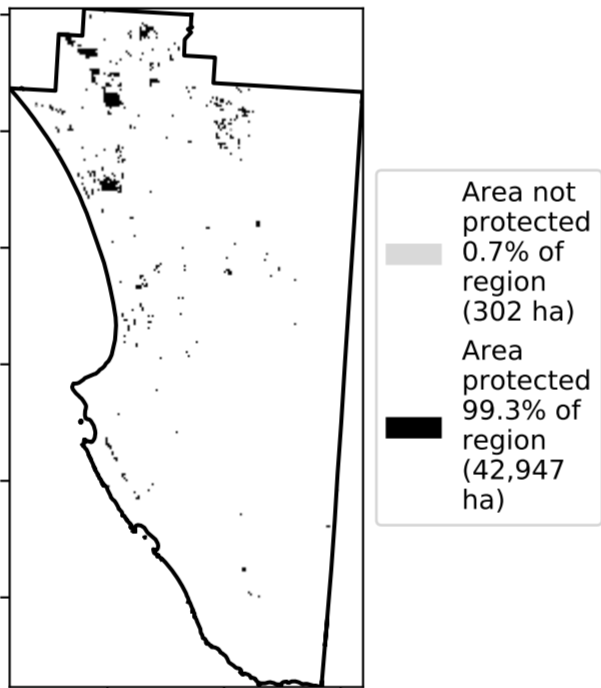 Area not
protected
0.7% of
region
(302 ha)
Area
protected
99.3% of
region
(42,947
ha)